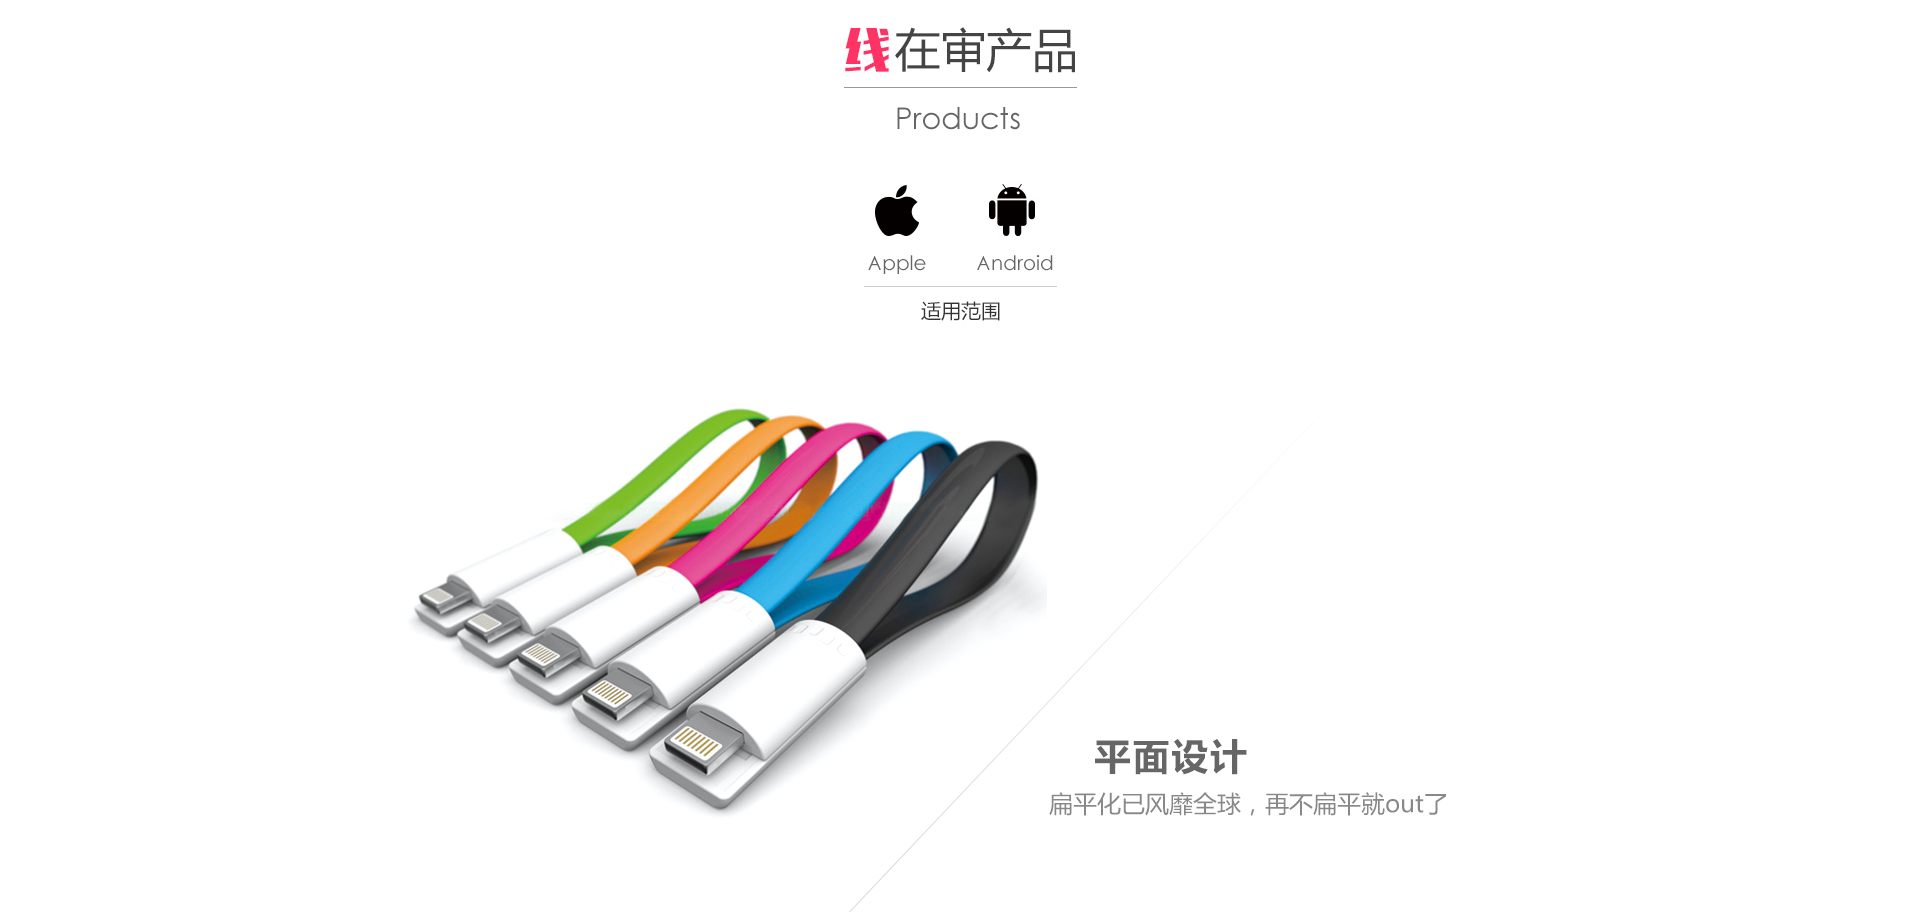 线在审产品
Products
Apple Android
适用范围
平面设计
扁平化已风靡全球，再不扁平就out了